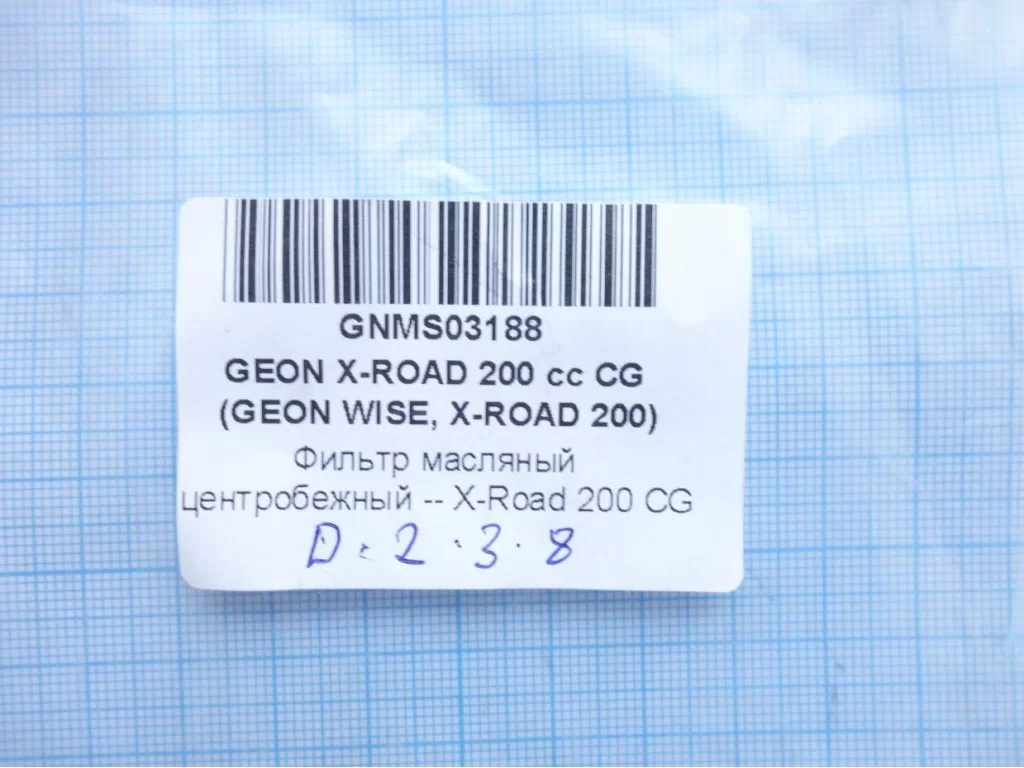 GNMS03188
GEON X-ROAD 200 cc CG
(GEON WISE, X-ROAD 200)
Фильтр масляный
центробежный -- X-Road 200 CG
D.2.3.8